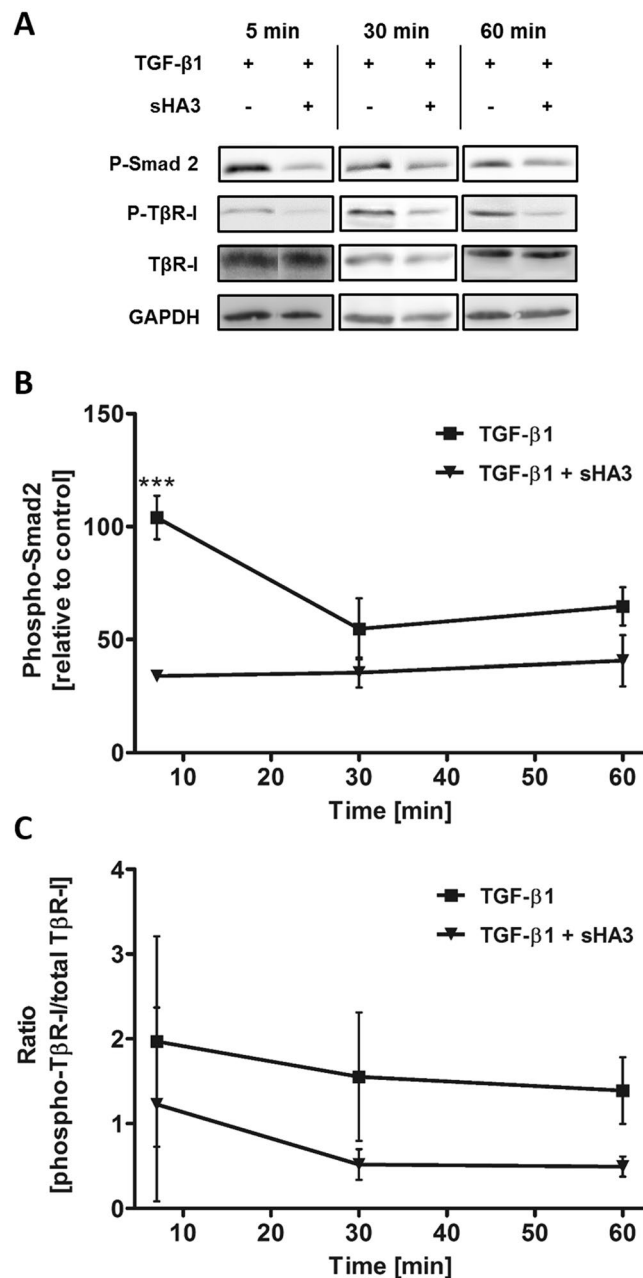 A
5 min 30 min 60 min
TGF-β1 + + + + + +
sHA3 - + - + - +
P-Smad 2
P-TβR-I
TβR-I
GAPDH
B
Phospho-Smad2
[relative to control]
150
100
50
0
***
TGF-β1
TGF-β1 + sHA3
10 20 30 40 50 60
Time [min]
C
Ratio
[phospho-TβR-I/total TβR-I]
4
3
2
1
0
TGF-β1
TGF-β1 + sHA3
10 20 30 40 50 60
Time [min]